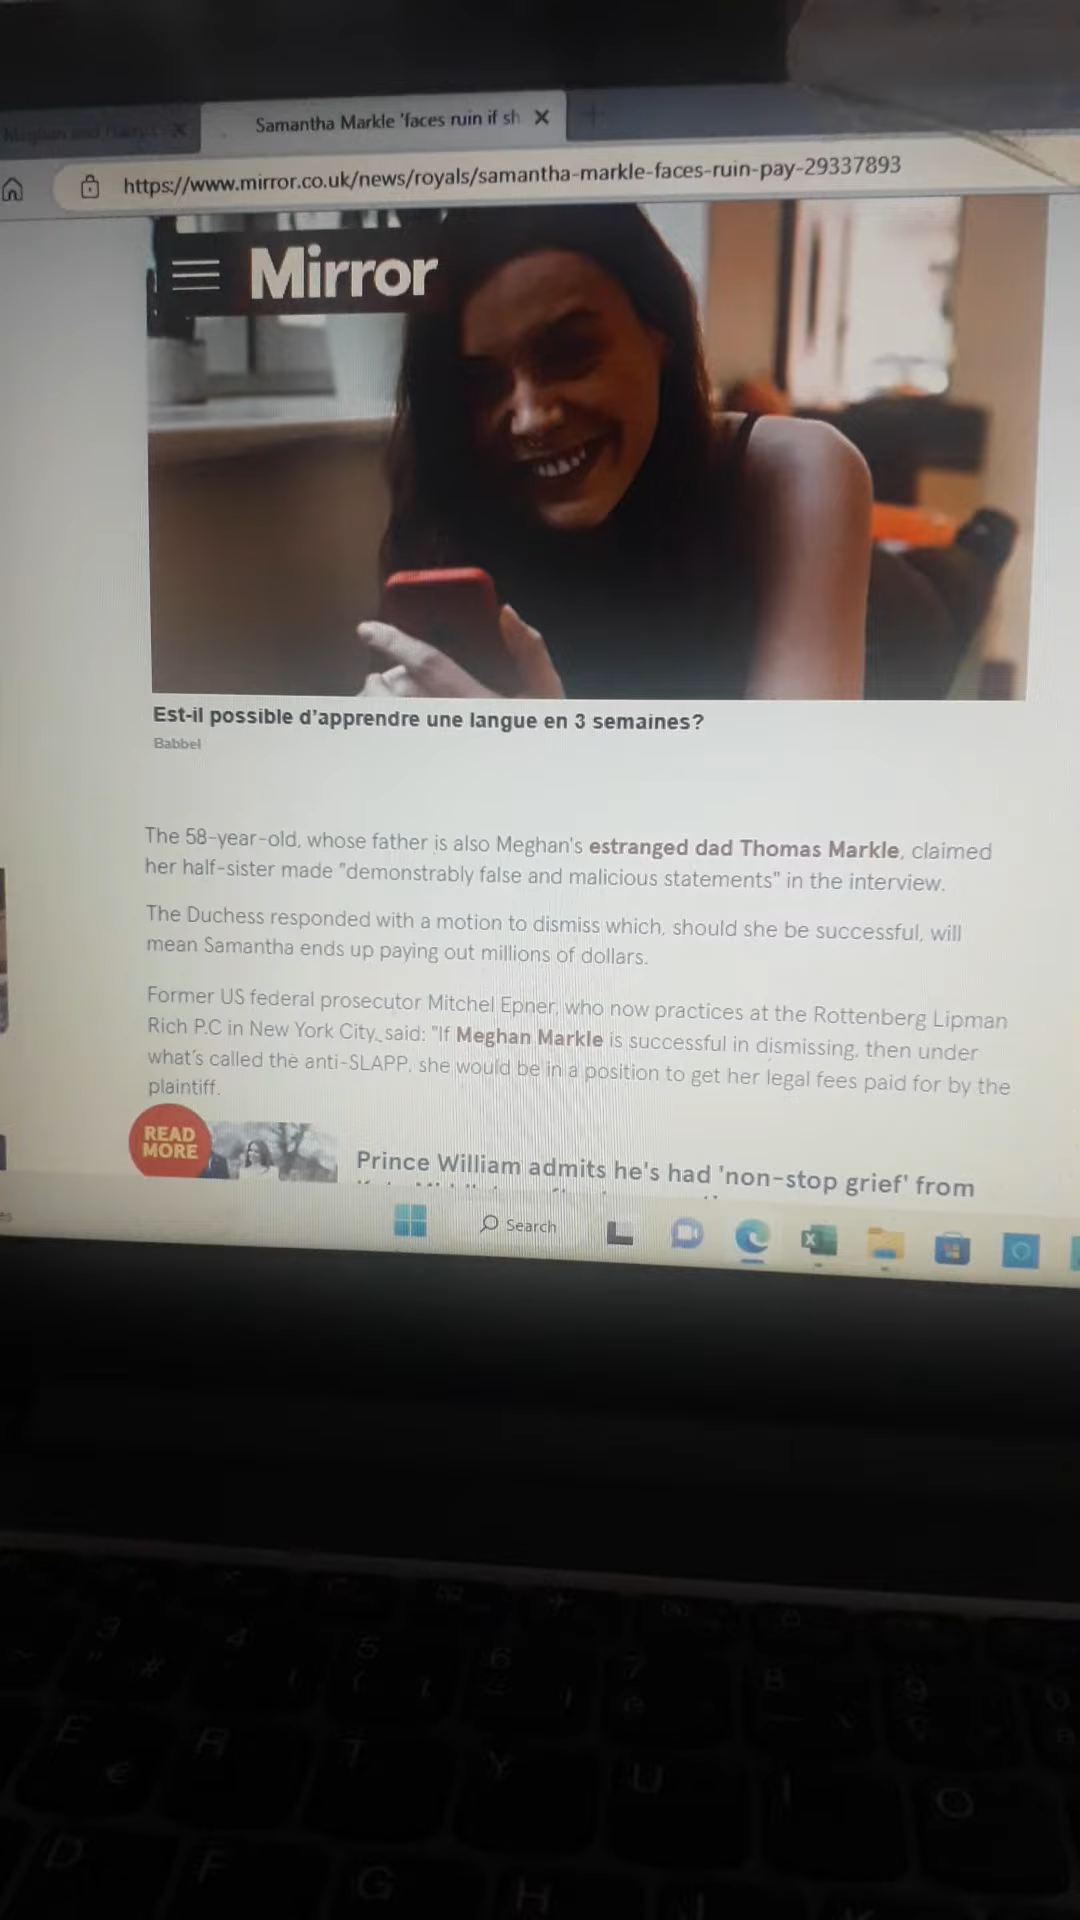 Samantha Markle 'faces ruin if sh
https://www.mirror.co.uk/news/royals/samantha-markle-faces-ruin-pay-29337893
Mirror
Est-il possible d'apprendre une langue en 3 semaines?
Babbel
The 58-year-old, whose father is also Meghan's estranged dad Thomas Markle, claimed
her half-sister made "demonstrably false and malicious statements" in the interview.
The Duchess responded with a motion to dismiss which, should she be successful, will
mean Samantha ends up paying out millions of dollars.
Former US federal prosecutor Mitchel Epner, who now practices at the Rottenberg Lipman
Rich P.C in New York City, said: "If Meghan Markle is successful in dismissing, then under
what's called the anti-SLAPP, she would be in a position to get her legal fees paid for by the
plaintiff.
READ
MORE
Prince William admits he's had 'non-stop grief' from
Search
3 4 5 6 7 8 9
E R T Y U I O
€
D F G H